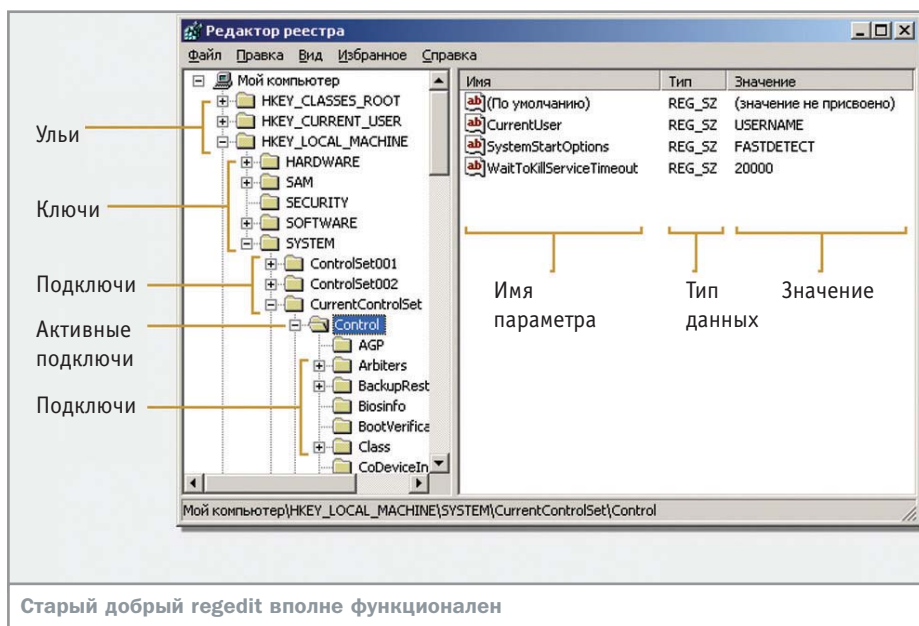 Редактор реестра
Файл Правка Вид Избранное Справка
Мой компьютер
HKEY_CLASSES_ROOT
HKEY_CURRENT_USER
HKEY_LOCAL_MACHINE
HARDWARE
SAM
SECURITY
SOFTWARE
SYSTEM
ControlSet001
ControlSet002
CurrentControlSet
Control
AGP
Arbiters
BackupRest
Biosinfo
BootVerifica
Class
CoDeviceIn
Имя Тип Значение
(По умолчанию) REG_SZ (значение не присвоено)
CurrentUser REG_SZ USERNAME
SystemStartOptions REG_SZ FASTDETECT
WaitToKillServiceTimeout REG_SZ 20000
Ульи
Ключи
Подключи
Активные
подключи
Подключи
Имя
параметра
Тип
данных
Значение
Мой компьютер\HKEY_LOCAL_MACHINE\SYSTEM\CurrentControlSet\Control
Старый добрый regedit вполне функционален